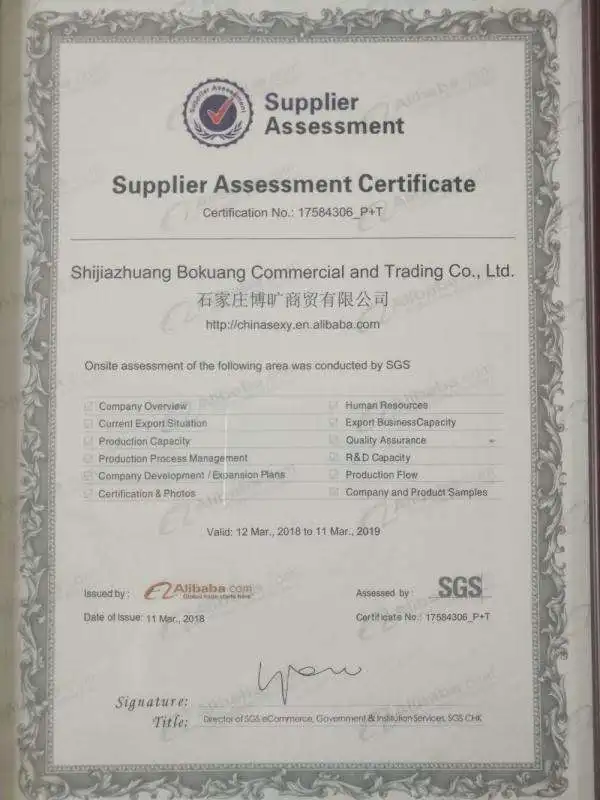 Supplier Assessment
Supplier
Assessment
Supplier Assessment Certificate
Certification No.: 17584306_P+T
Shijiazhuang Bokuang Commercial and Trading Co., Ltd.
石家庄博旷商贸有限公司
http://chinasexy.en.alibaba.com
Onsite assessment of the following area was conducted by SGS
Company Overview Human Resources
Current Export Situation Export BusinessCapacity
Production Capacity Quality Assurance
Production Process Management R&D Capacity
Company Development / Expansion Plans Production Flow
Certification & Photos Company and Product Samples
Valid: 12 Mar., 2018 to 11 Mar., 2019
Issued by: Alibaba.com Assessed by: SGS
Global trade starts here
Date of Issue: 11 Mar., 2018 Certificate No.: 17584306_P+T
Signature:
Title: Director of SGS eCommerce, Government & Institution Services, SGS CHK